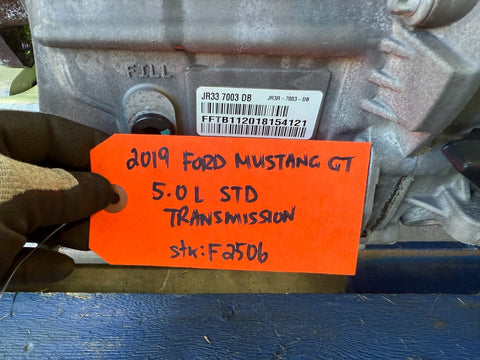 FILL
JR33 7003 DB
JR3R-7003-DB
FFTB112018154121
2019 FORD MUSTANG GT
5.0L STD
TRANSMISSION
stk:F2506